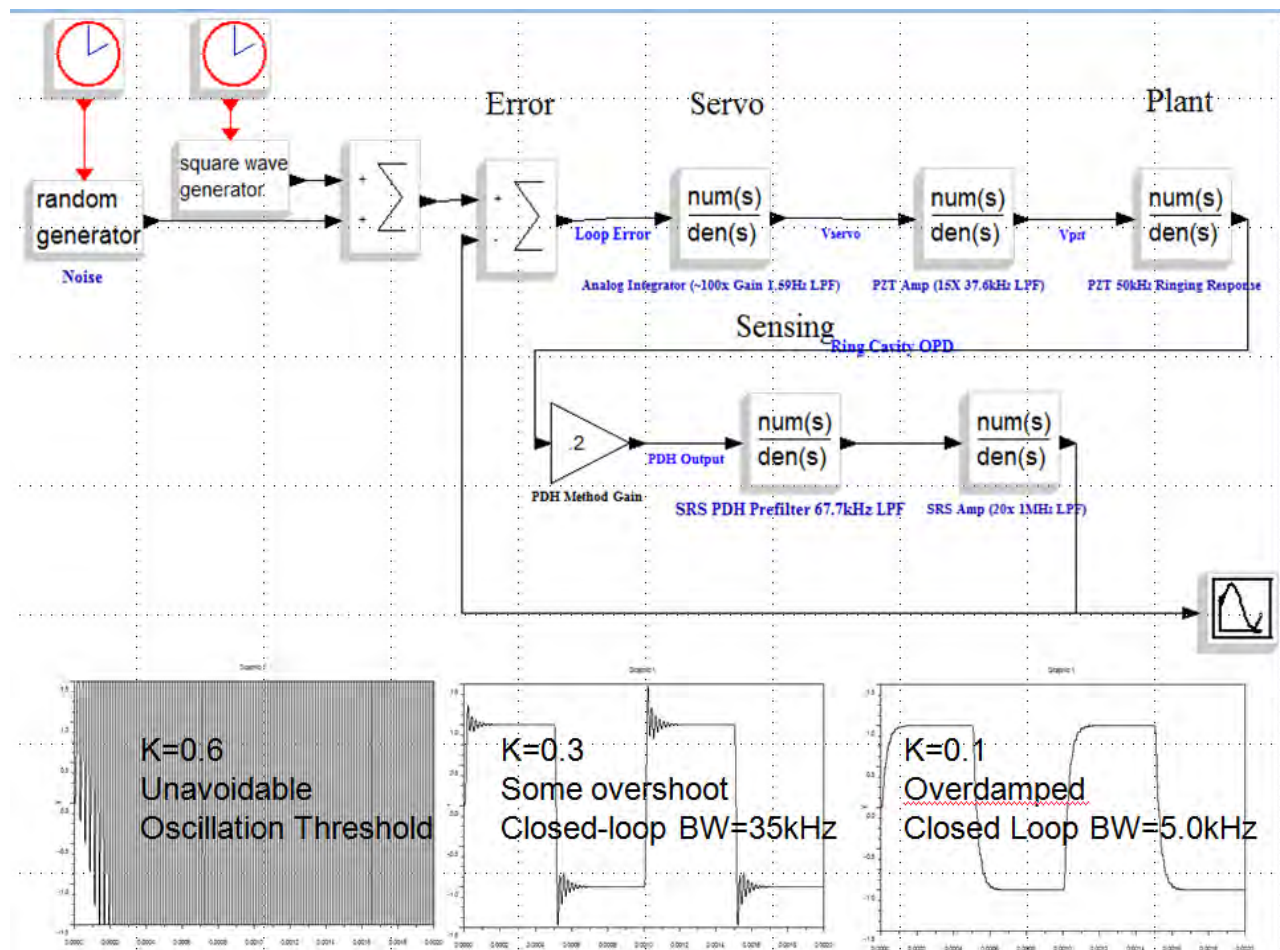 Error
Servo
Plant
square wave
generator.
random
generator
Noise
+
+
+
-
Loop Error
num(s)
den(s)
Vservo
num(s)
den(s)
num(s)
den(s)
Analog Integrator (~100x Gain 1.59Hz LPF)
PZT Amp (15X 37.6kHz LPF)
PZT 50kHz Ringing Response
Sensing
Ring Cavity OPD
.2
PDH Output
num(s)
den(s)
num(s)
den(s)
PDH Method Gain
SRS PDH Prefilter 67.7kHz LPF
SRS Amp (20x 1MHz LPF)
K=0.6
Unavoidable
Oscillation Threshold
K=0.3
Some overshoot
Closed-loop BW=35kHz
K=0.1
Overdamped
Closed Loop BW=5.0kHz